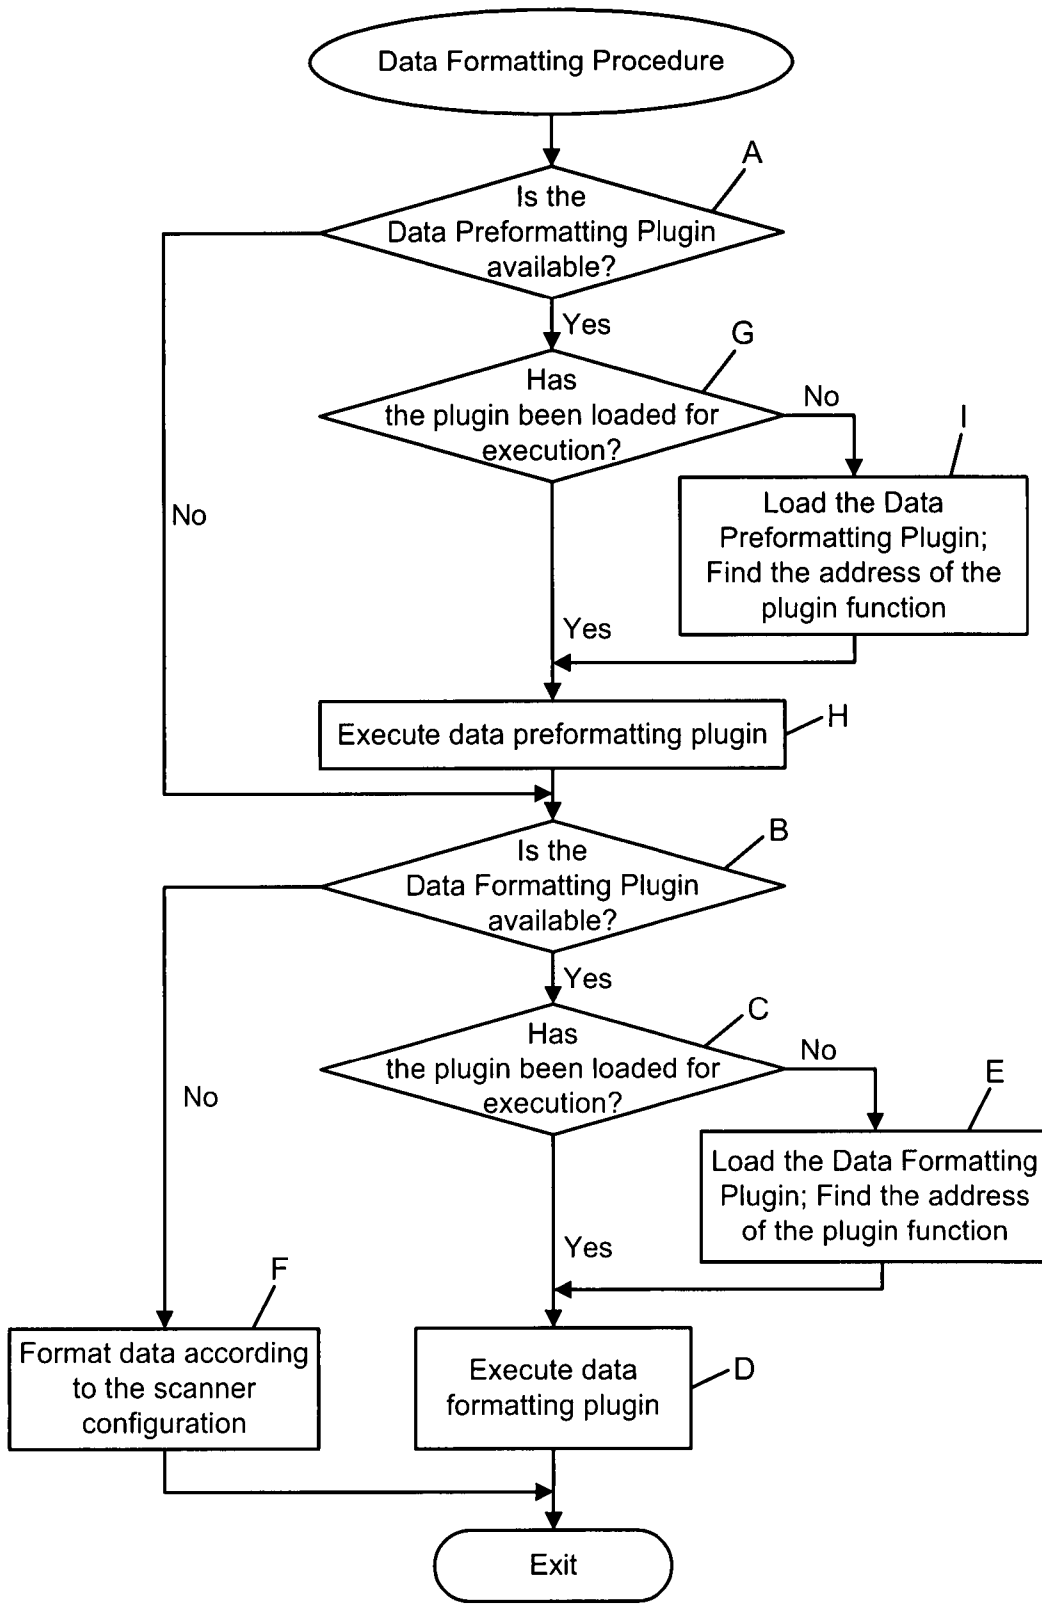 Data Formatting Procedure
A
Is the
Data Preformatting Plugin
available?
Yes
G
Has
the plugin been loaded for
execution?
No
I
No
Load the Data
Preformatting Plugin;
Find the address of the
plugin function
Yes
H
Execute data preformatting plugin
B
Is the
Data Formatting Plugin
available?
Yes
C
Has
the plugin been loaded for
execution?
No
E
No
Load the Data Formatting
Plugin; Find the address
of the plugin function
Yes
F
Format data according
to the scanner
configuration
Execute data
formatting plugin
D
Exit